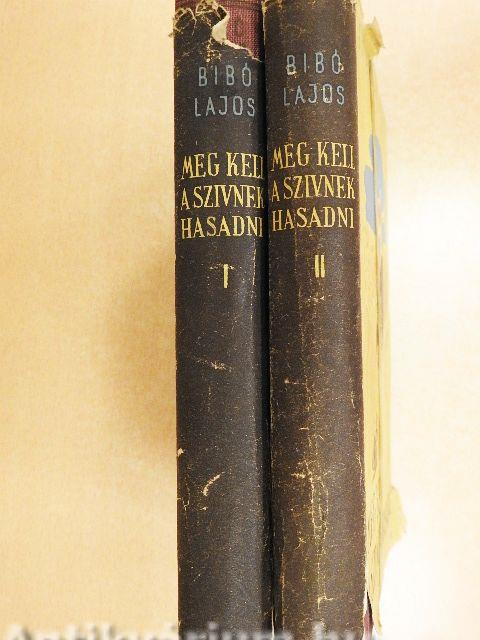 BIBÓ
LAJOS
MEG KELL
A SZIVNEK
HASADNI
I
BIBÓ
LAJOS
MEG KELL
A SZIVNEK
HASADNI
II